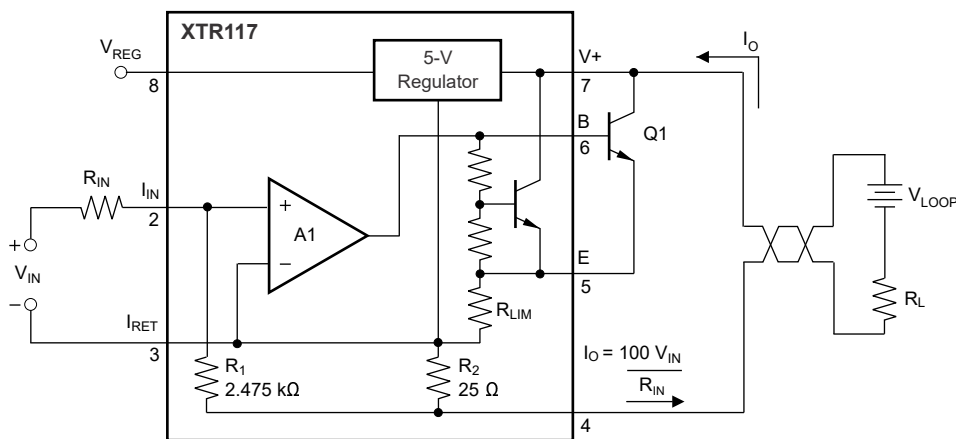 XTR117
V_REG
8
5-V
Regulator
V+
7
I_O
B
6
Q1
R_IN
I_IN
2
+
A1
−
V_LOOP
+
V_IN
−
E
5
R_LIM
R_L
I_RET
3
R_1
2.475 kΩ
R_2
25 Ω
I_O = 100 V_IN
R_IN
4